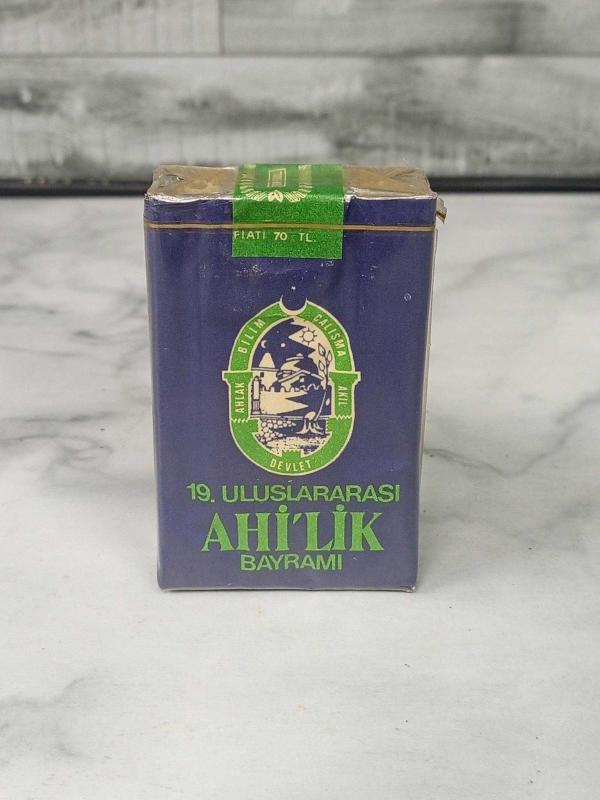 FIATI 70 TL.
BİLİM
ÇALIŞMA
AHLAK
AKIL
DEVLET
19. ULUSLARARASI
AHİ'LİK
BAYRAMI